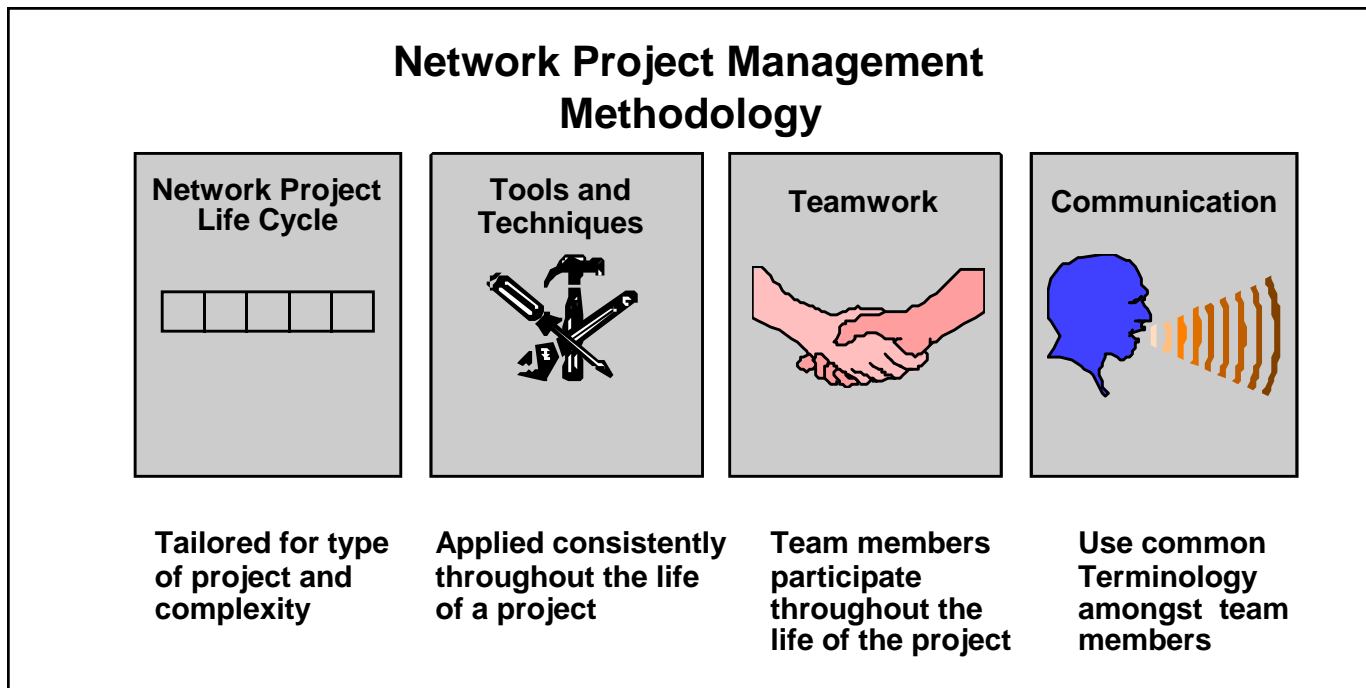 Network Project Management
Methodology
Network Project
Life Cycle
Tools and
Techniques
Teamwork
Communication
Tailored for type
of project and
complexity
Applied consistently
throughout the life
of a project
Team members
participate
throughout the
life of the project
Use common
Terminology
amongst team
members